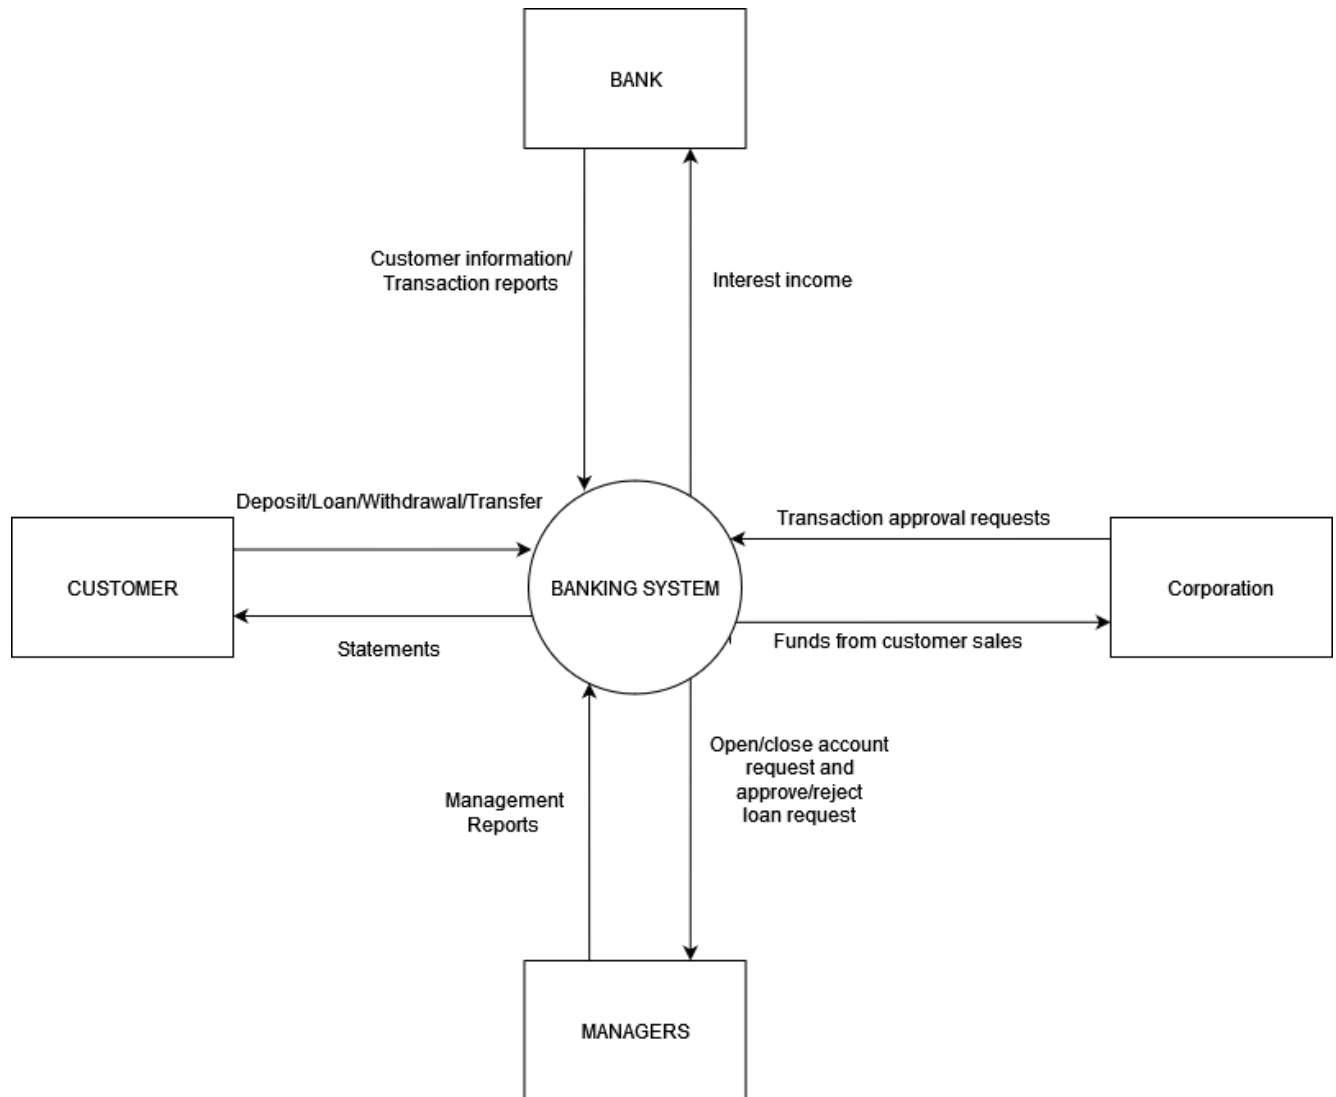 BANK
Customer information/
Transaction reports
Interest income
Deposit/Loan/Withdrawal/Transfer
Transaction approval requests
CUSTOMER
BANKING SYSTEM
Corporation
Statements
Funds from customer sales
Open/close account
request and
approve/reject
loan request
Management
Reports
MANAGERS